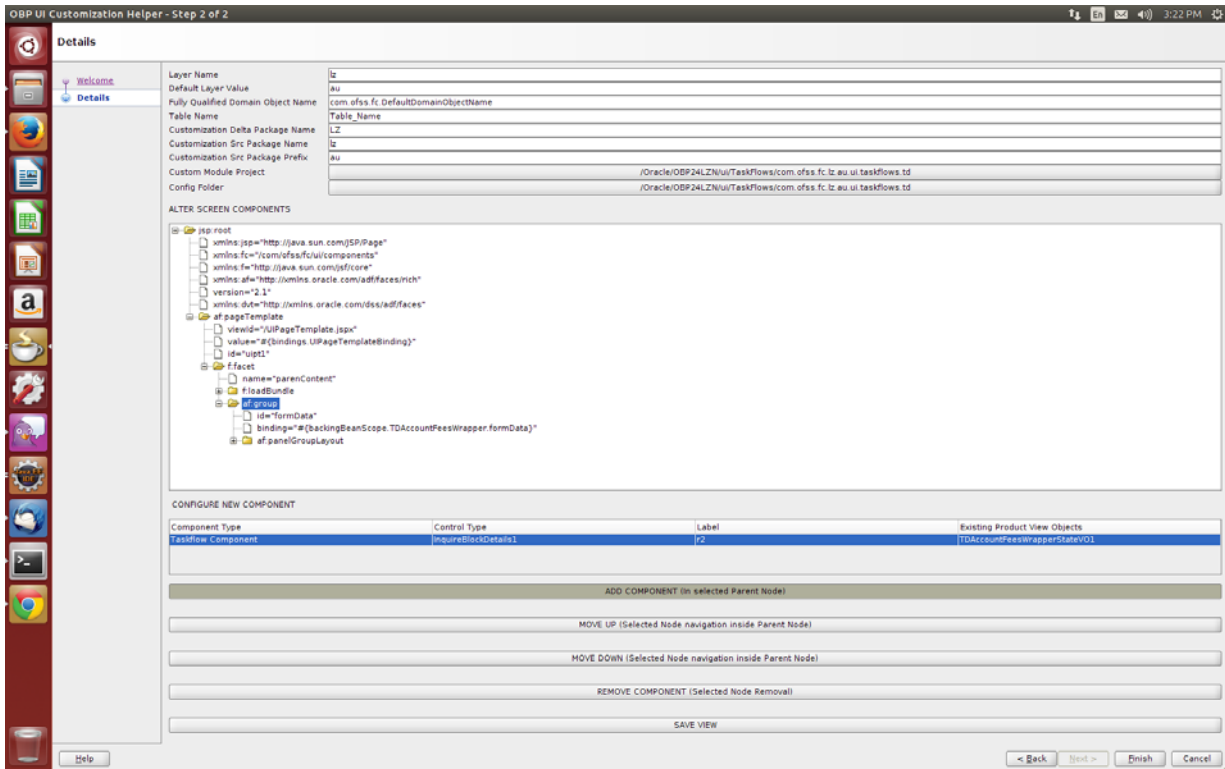 OBP UI Customization Helper - Step 2 of 2
En 3:22 PM
Details
Welcome
Details
Layer Name lz
Default Layer Value au
Fully Qualified Domain Object Name com.ofss.fc.DefaultDomainObjectName
Table Name Table_Name
Customization Delta Package Name LZ
Customization Src Package Name lz
Customization Src Package Prefix au
Custom Module Project /Oracle/OBP24LZN/ui/TaskFlows/com.ofss.fc.lz.au.ui.taskflows.td
Config Folder /Oracle/OBP24LZN/ui/TaskFlows/com.ofss.fc.lz.au.ui.taskflows.td
ALTER SCREEN COMPONENTS
jsp:root
xmlns:jsp="http://java.sun.com/JSP/Page"
xmlns:fc="/com/ofss/fc/ui/components"
xmlns:f="http://java.sun.com/jsf/core"
xmlns:af="http://xmlns.oracle.com/adf/faces/rich"
version="2.1"
xmlns:dvt="http://xmlns.oracle.com/dss/adf/faces"
af:pageTemplate
viewId="/UIPageTemplate.jspx"
value="#{bindings.UIPageTemplateBinding}"
id="uipt1"
f:facet
name="parenContent"
f:loadBundle
af:group
id="formData"
binding="#{backingBeanScope.TDAccountFeesWrapper.formData}"
af:panelGroupLayout
CONFIGURE NEW COMPONENT
Component Type Control Type Label Existing Product View Objects
Taskflow Component InquireBlockDetails1 r2 TDAccountFeesWrapperStateVO1
ADD COMPONENT (In selected Parent Node)
MOVE UP (Selected Node navigation inside Parent Node)
MOVE DOWN (Selected Node navigation inside Parent Node)
REMOVE COMPONENT (Selected Node Removal)
SAVE VIEW
Help < Back Next > Finish Cancel